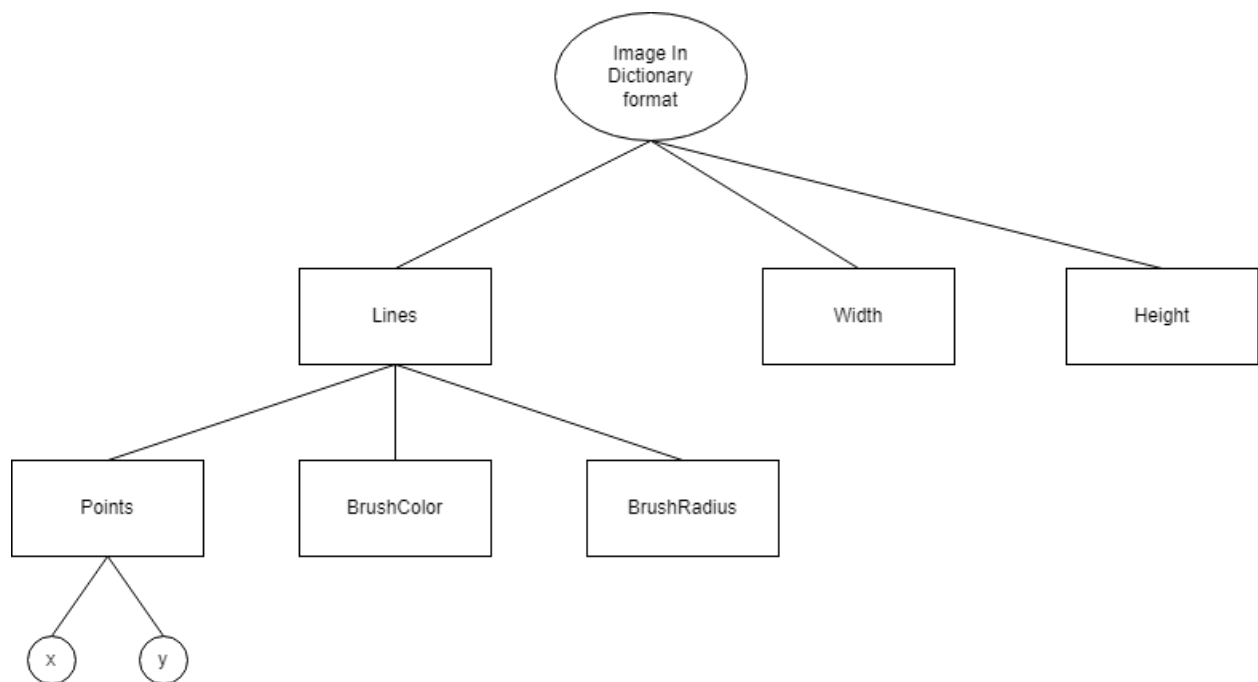 Image In
Dictionary
format
Lines
Width
Height
Points
BrushColor
BrushRadius
x
y